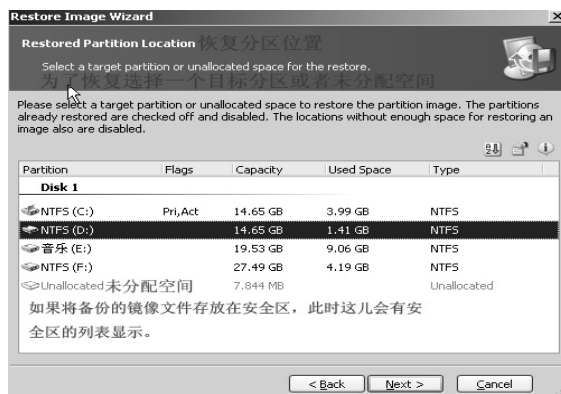 Restore Image Wizard
Restored Partition Location 恢复分区位置
Select a target partition or unallocated space for the restore.
为了恢复选择一个目标分区或者未分配空间
Please select a target partition or unallocated space to restore the partition image. The partitions
already restored are checked off and disabled. The locations without enough space for restoring an
image also are disabled.
Partition Flags Capacity Used Space Type
Disk 1
NTFS (C:) Pri,Act 14.65 GB 3.99 GB NTFS
NTFS (D:) 14.65 GB 1.41 GB NTFS
音乐 (E:) 19.53 GB 9.06 GB NTFS
NTFS (F:) 27.49 GB 4.19 GB NTFS
Unallocated 未分配空间 7.844 MB Unallocated
如果将备份的镜像文件存放在安全区，此时这儿会有安
全区的列表显示。
< Back Next > Cancel